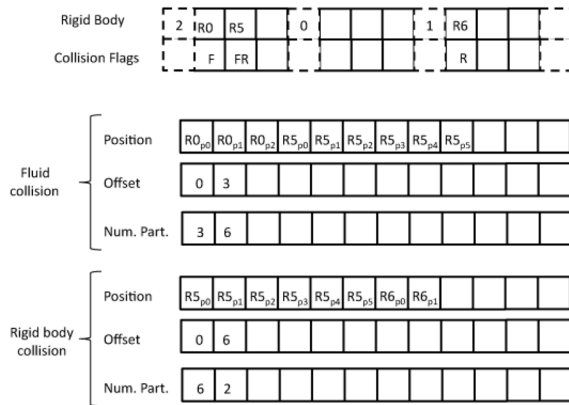 Rigid Body 2 R0 R5 0 1 R6
Collision Flags F FR R
Fluid collision
Position R0p0 R0p1 R0p2 R5p0 R5p1 R5p2 R5p3 R5p4 R5p5
Offset 0 3
Num. Part. 3 6
Rigid body collision
Position R5p0 R5p1 R5p2 R5p3 R5p4 R5p5 R6p0 R6p1
Offset 0 6
Num. Part. 6 2